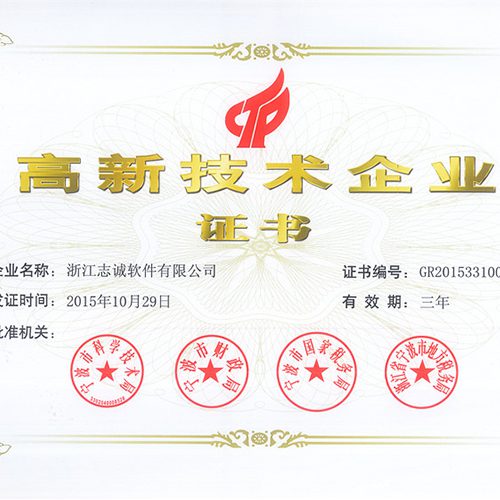 高新技术企业
证书
企业名称：浙江志诚软件有限公司
证书编号：GR201533100
发证时间：2015年10月29日
有效期：三年
批准机关：
宁波市科学技术局
宁波市财政局
宁波市国家税务局
浙江省宁波市地方税务局